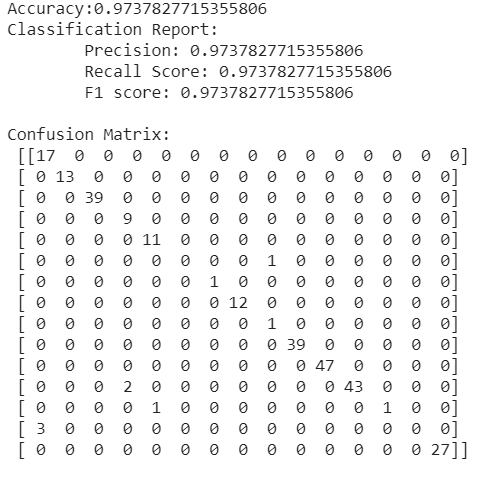 Accuracy:0.9737827715355806
Classification Report:
Precision: 0.9737827715355806
Recall Score: 0.9737827715355806
F1 score: 0.9737827715355806
Confusion Matrix:
[[17 0 0 0 0 0 0 0 0 0 0 0 0 0 0]
[ 0 13 0 0 0 0 0 0 0 0 0 0 0 0 0]
[ 0 0 39 0 0 0 0 0 0 0 0 0 0 0 0]
[ 0 0 0 9 0 0 0 0 0 0 0 0 0 0 0]
[ 0 0 0 0 11 0 0 0 0 0 0 0 0 0 0]
[ 0 0 0 0 0 0 0 0 1 0 0 0 0 0 0]
[ 0 0 0 0 0 0 1 0 0 0 0 0 0 0 0]
[ 0 0 0 0 0 0 0 12 0 0 0 0 0 0 0]
[ 0 0 0 0 0 0 0 0 1 0 0 0 0 0 0]
[ 0 0 0 0 0 0 0 0 0 39 0 0 0 0 0]
[ 0 0 0 0 0 0 0 0 0 0 47 0 0 0 0]
[ 0 0 0 2 0 0 0 0 0 0 0 43 0 0 0]
[ 0 0 0 0 1 0 0 0 0 0 0 0 1 0 0]
[ 3 0 0 0 0 0 0 0 0 0 0 0 0 0 0]
[ 0 0 0 0 0 0 0 0 0 0 0 0 0 0 27]]